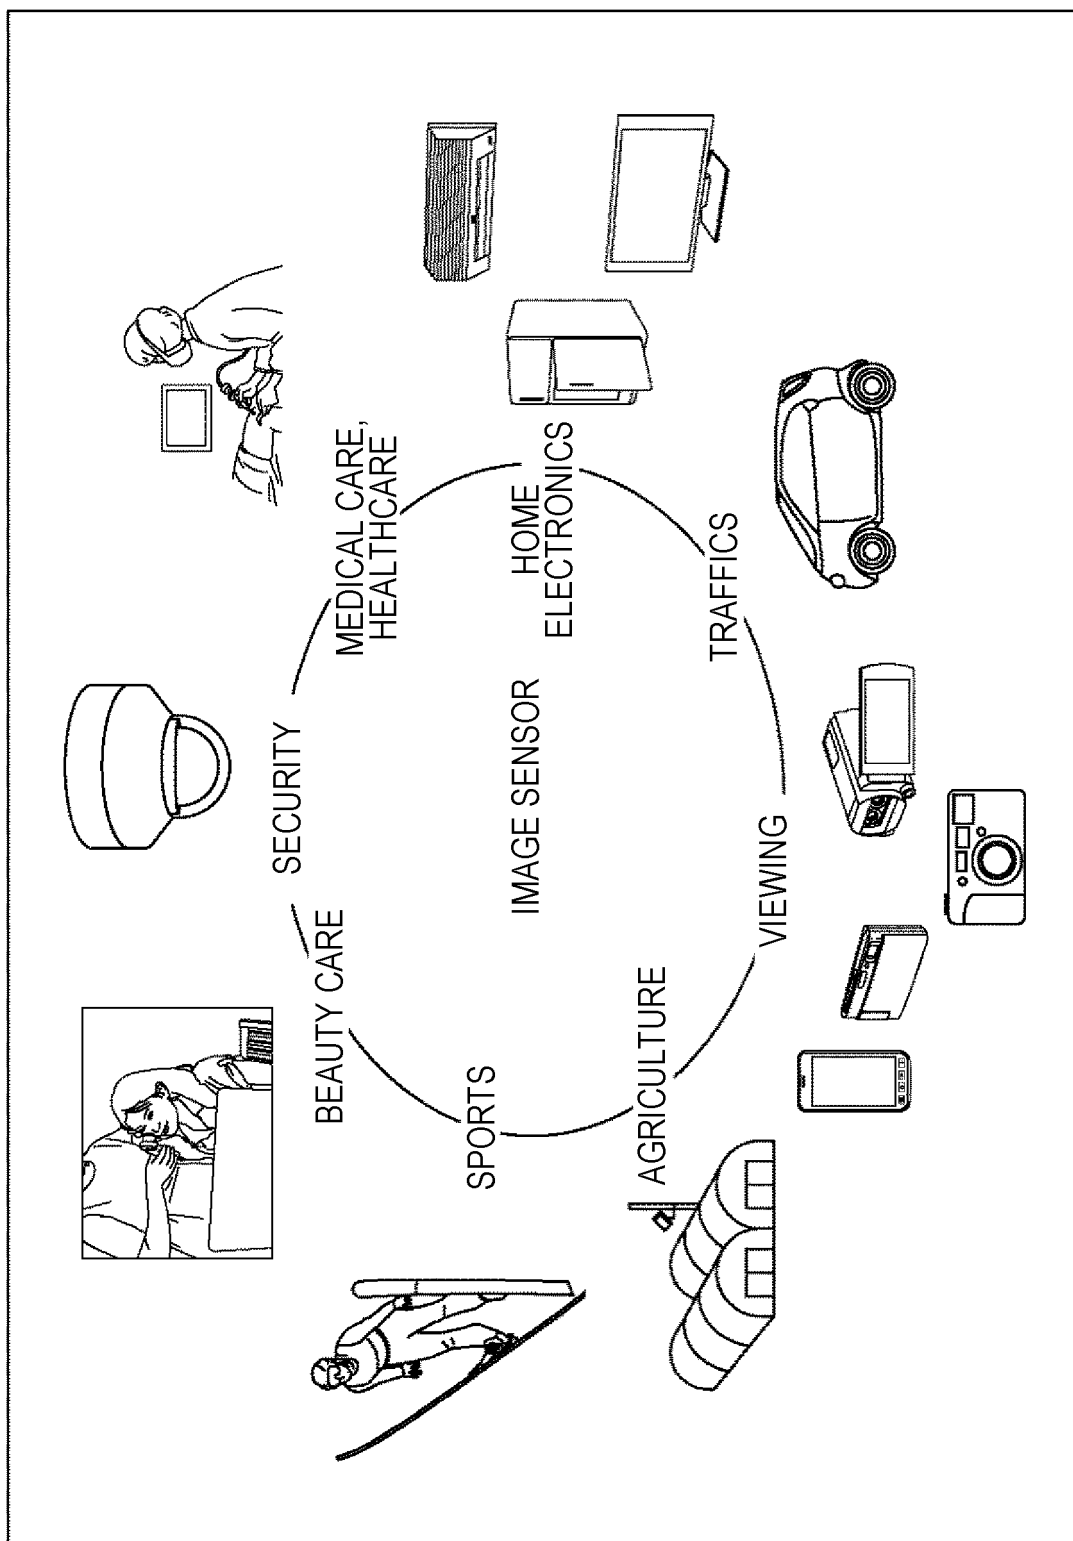 SECURITY
BEAUTY CARE
MEDICAL CARE,
HEALTHCARE
SPORTS
IMAGE SENSOR
HOME
ELECTRONICS
AGRICULTURE
TRAFFICS
VIEWING